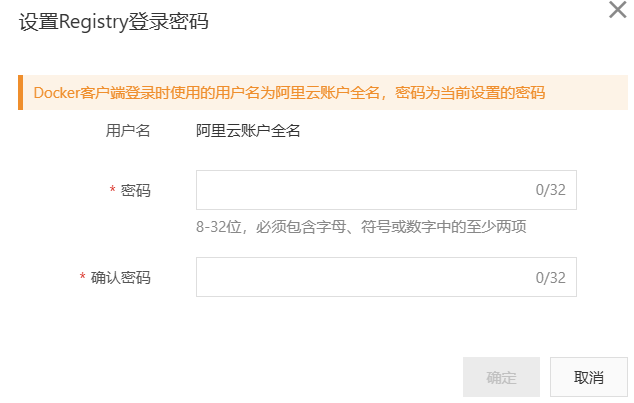 设置Registry登录密码
Docker客户端登录时使用的用户名为阿里云账户全名，密码为当前设置的密码
用户名 阿里云账户全名
* 密码 0/32
8-32位，必须包含字母、符号或数字中的至少两项
* 确认密码 0/32
确定 取消